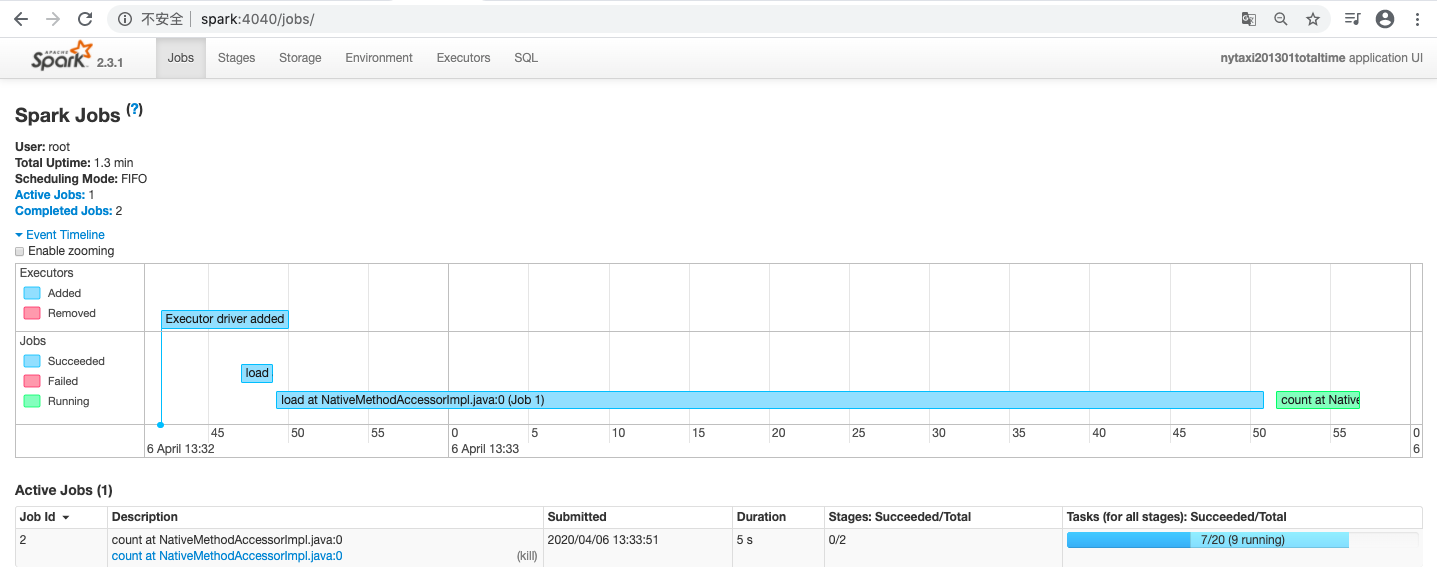 不安全 spark:4040/jobs/
APACHE Spark 2.3.1 Jobs Stages Storage Environment Executors SQL nytaxi201301totaltime application UI
Spark Jobs (?)
User: root
Total Uptime: 1.3 min
Scheduling Mode: FIFO
Active Jobs: 1
Completed Jobs: 2
Event Timeline
Enable zooming
Executors
Added
Removed
Executor driver added
Jobs
Succeeded
Failed
Running
load
load at NativeMethodAccessorImpl.java:0 (Job 1)
count at Native
45 50 55 0 5 10 15 20 25 30 35 40 45 50 55 0
6 April 13:32 6 April 13:33 6
Active Jobs (1)
Job Id Description Submitted Duration Stages: Succeeded/Total Tasks (for all stages): Succeeded/Total
2 count at NativeMethodAccessorImpl.java:0 2020/04/06 13:33:51 5 s 0/2 7/20 (9 running)
count at NativeMethodAccessorImpl.java:0 (kill)